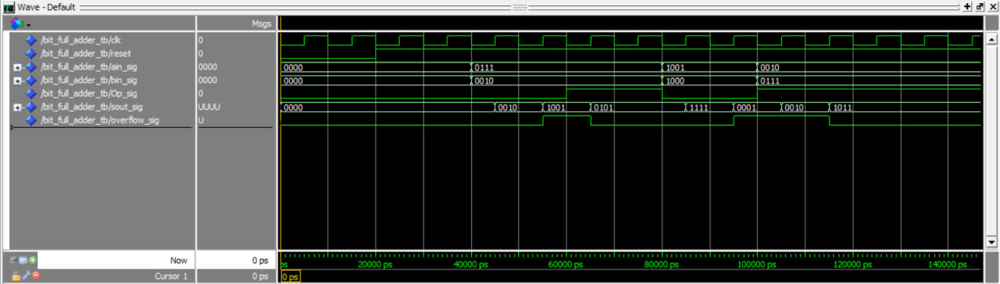 Wave - Default
Msgs
/bit_full_adder_tb/clk 0
/bit_full_adder_tb/reset 0
/bit_full_adder_tb/ain_sig 0000 0000 0111 1001 0010
/bit_full_adder_tb/bin_sig 0000 0000 0010 1000 0111
/bit_full_adder_tb/Op_sig 0
/bit_full_adder_tb/sout_sig UUUU 0000 0010 1001 0101 1111 0001 0010 1011
/bit_full_adder_tb/overflow_sig U
Now 0 ps ps 20000 ps 40000 ps 60000 ps 80000 ps 100000 ps 120000 ps 140000 ps
Cursor 1 0 ps 0 ps